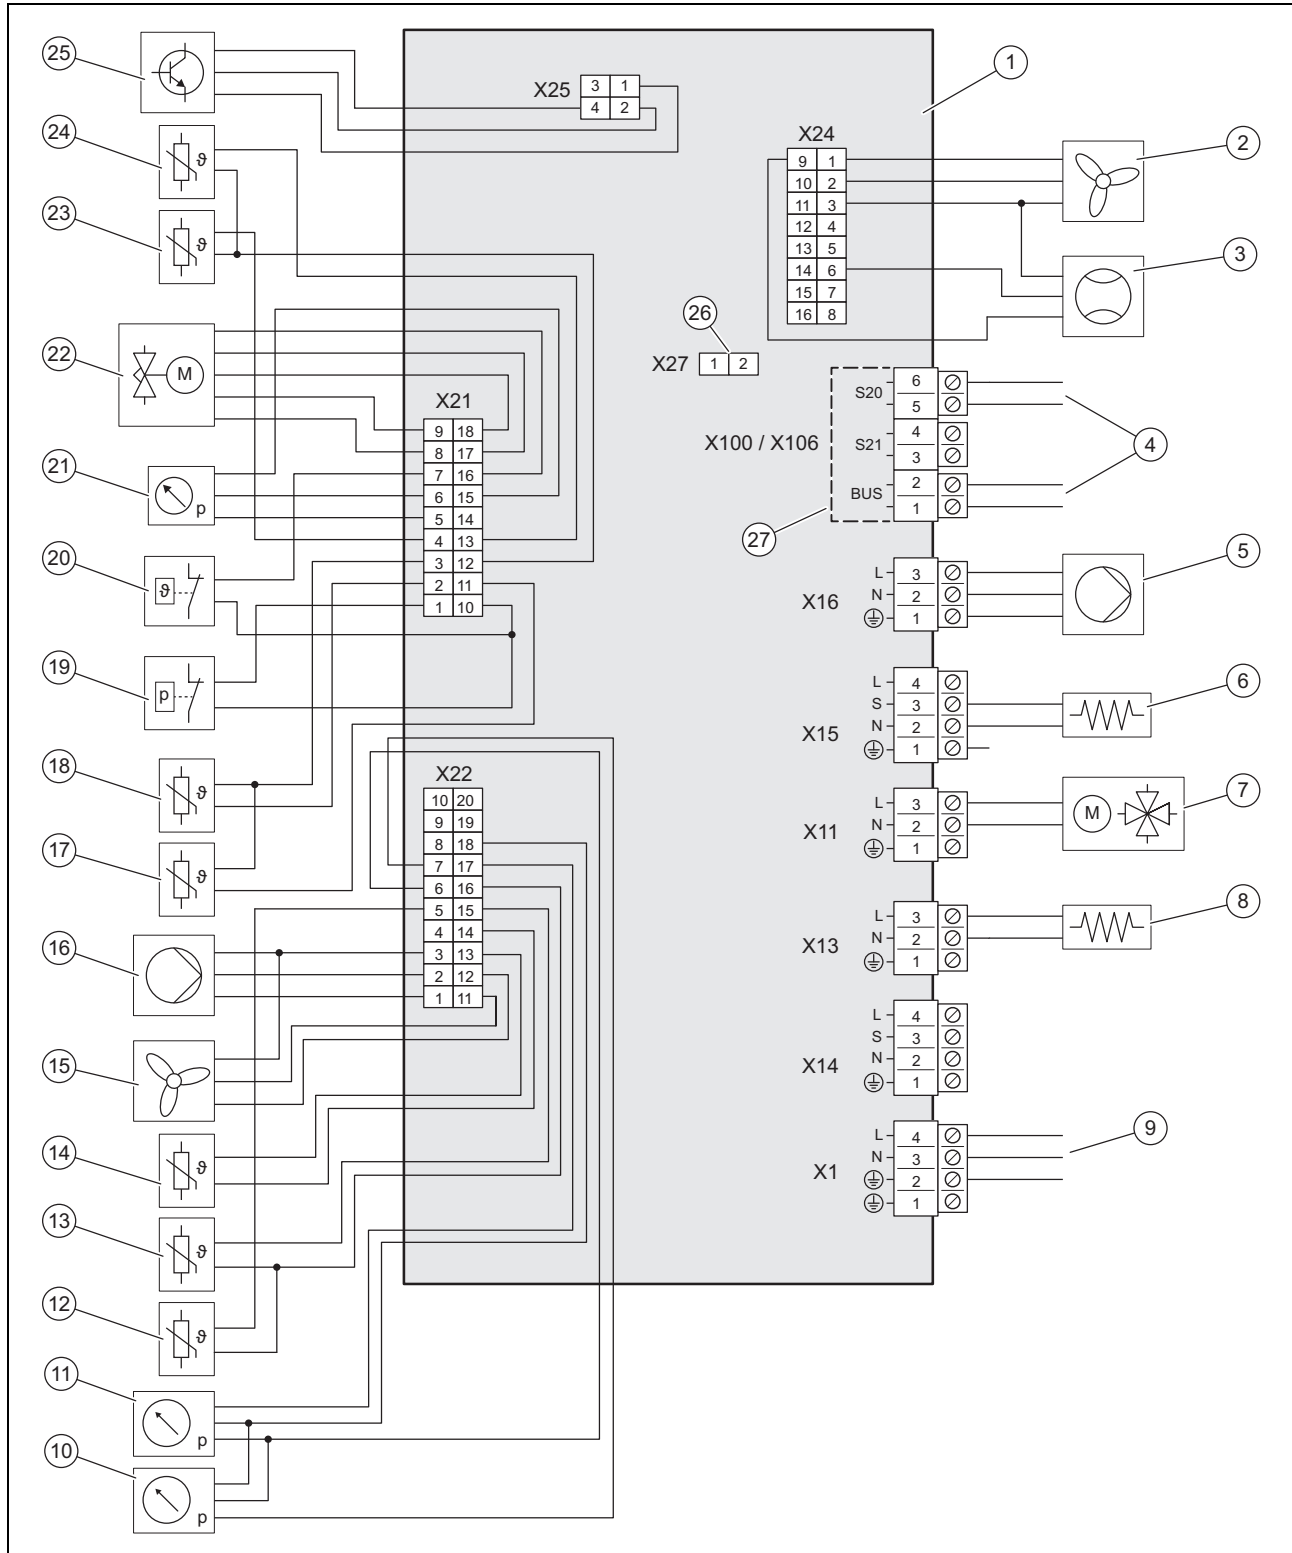 25
24
23
22
M
21
p
20
ϑ
19
p
18
ϑ
17
ϑ
16
15
14
ϑ
13
ϑ
12
ϑ
11
p
10
p
ϑ
ϑ
X25
3 1
4 2
X24
9 1
10 2
11 3
12 4
13 5
14 6
15 7
16 8
26
X27 1 2
X21
9 18
8 17
7 16
6 15
5 14
4 13
3 12
2 11
1 10
X22
10 20
9 19
8 18
7 17
6 16
5 15
4 14
3 13
2 12
1 11
1
2
3
X100 / X106
S20
6
5
S21
4
3
BUS
2
1
27
4
X16
L 3
N 2
1
5
X15
L 4
S 3
N 2
1
6
X11
L 3
N 2
1
M
7
X13
L 3
N 2
1
8
X14
L 4
S 3
N 2
1
X1
L 4
N 3
2
1
9